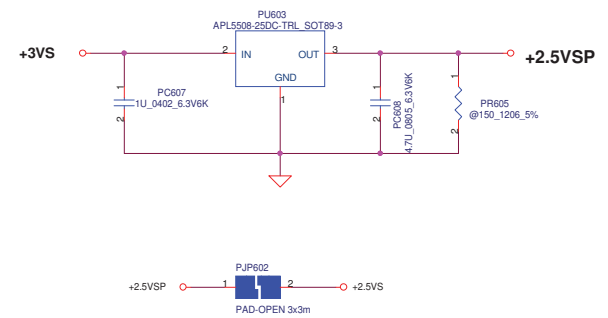 PU603
APL5508-25DC-TRL_SOT89-3
+3VS
2
IN
OUT
3
+2.5VSP
GND
1
1
PC607
1U_0402_6.3V6K
2
1
PC608
4.7U_0805_6.3V6K
2
1
PR605
@150_1206_5%
2
PJP602
+2.5VSP
1
2
+2.5VS
PAD-OPEN 3x3m